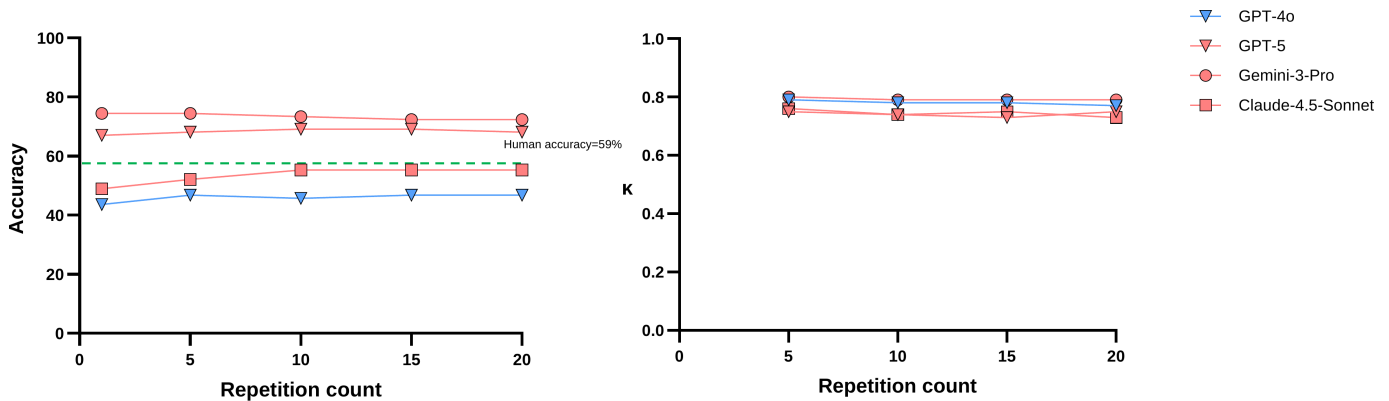 GPT-4o
GPT-5
Gemini-3-Pro
Claude-4.5-Sonnet
Accuracy
100
80
60
40
20
0
0 5 10 15 20
Repetition count
Human accuracy=59%
κ
1.0
0.8
0.6
0.4
0.2
0.0
0 5 10 15 20
Repetition count